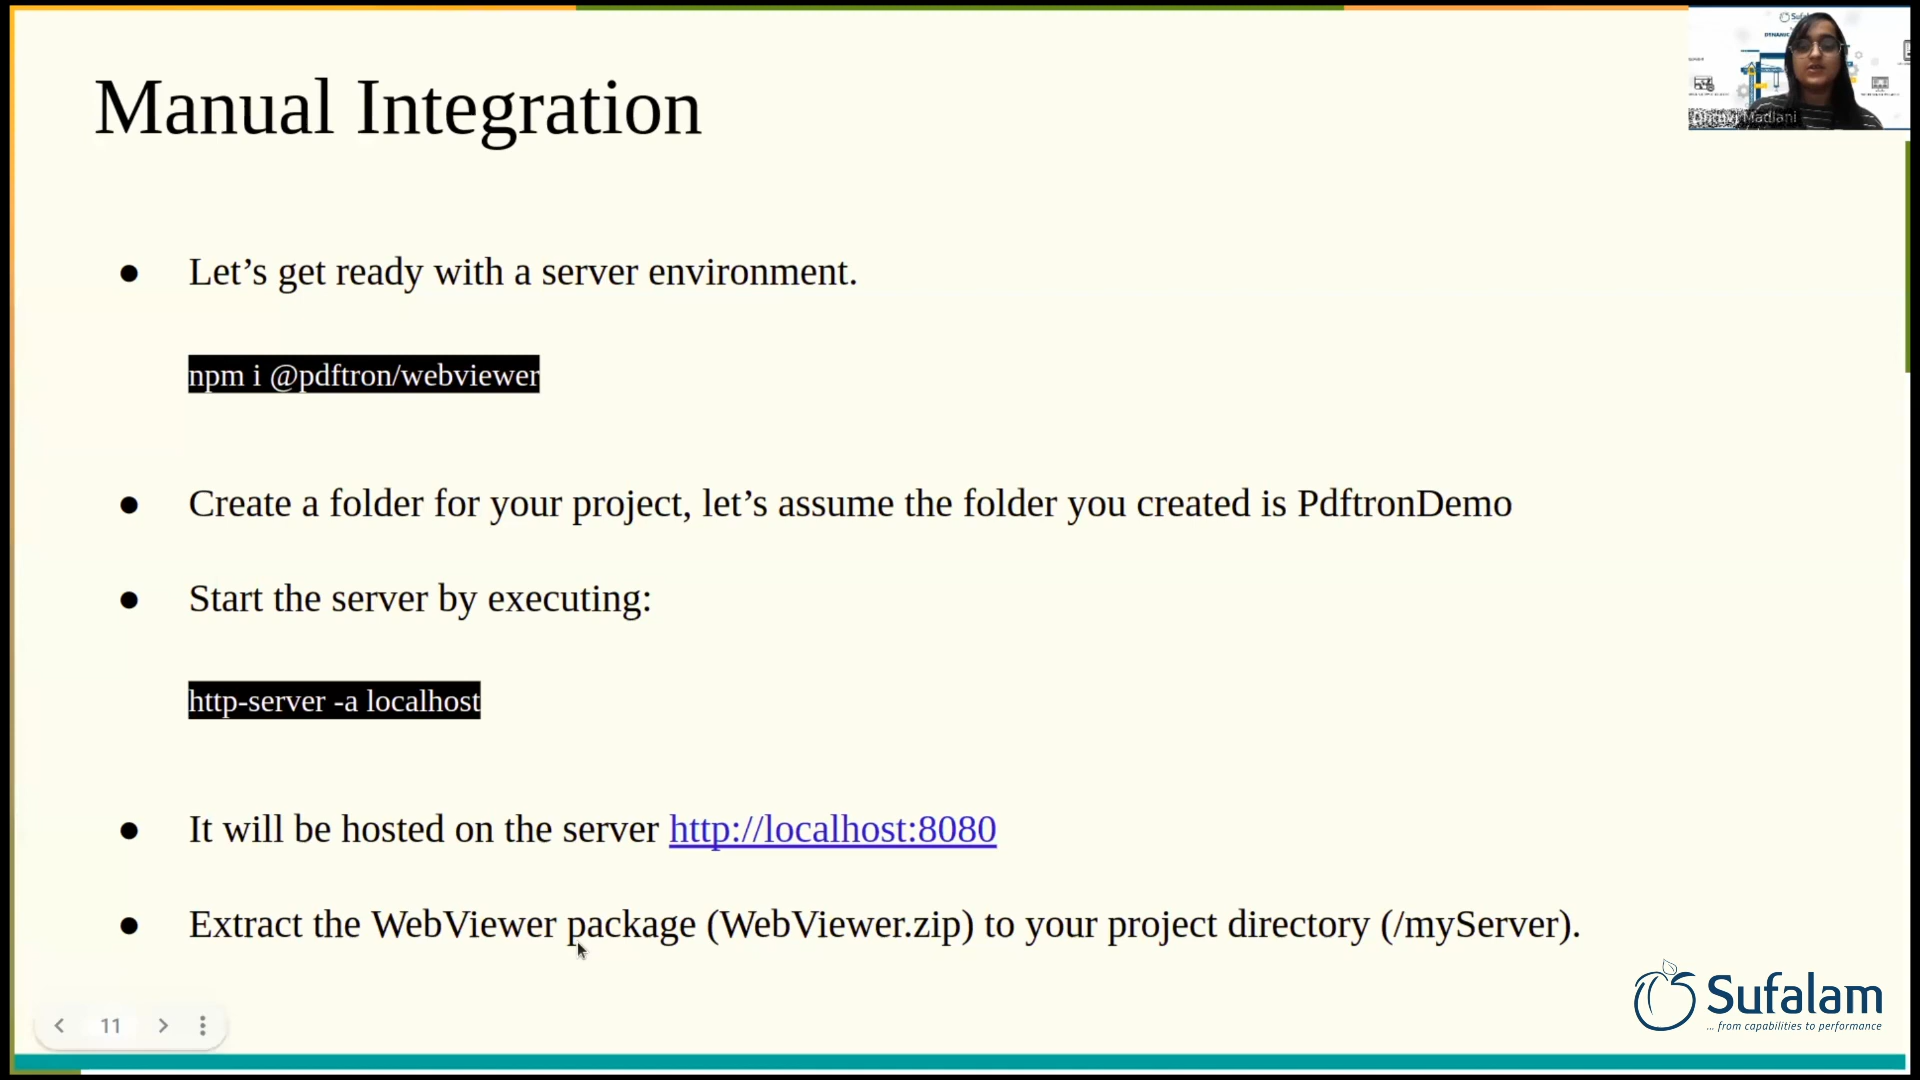 Manual Integration
Madlani
● Let’s get ready with a server environment.
npm i @pdftron/webviewer
● Create a folder for your project, let’s assume the folder you created is PdftronDemo
● Start the server by executing:
http-server -a localhost
● It will be hosted on the server http://localhost:8080
● Extract the WebViewer package (WebViewer.zip) to your project directory (/myServer).
Sufalam
... from capabilities to performance
11